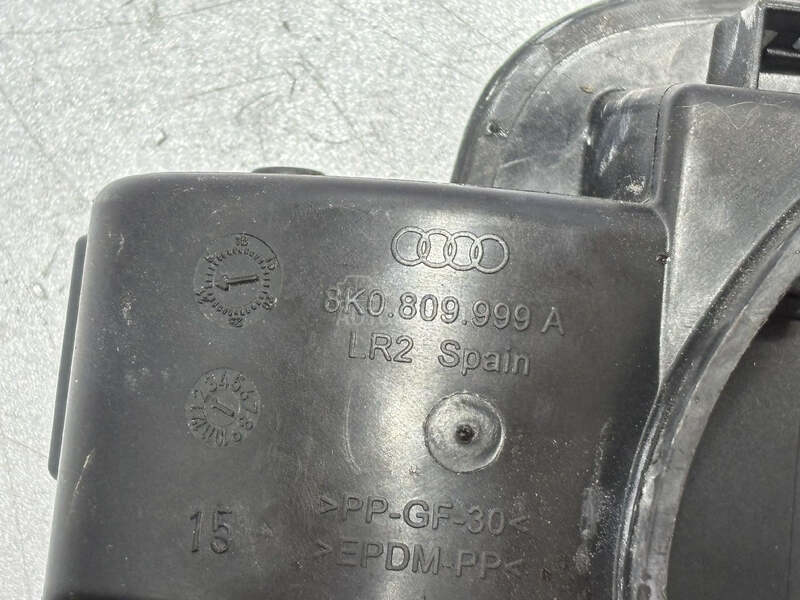 8K0.809.999 A
LR2 Spain
15
>PP-GF-30<
>EPDM-PP<